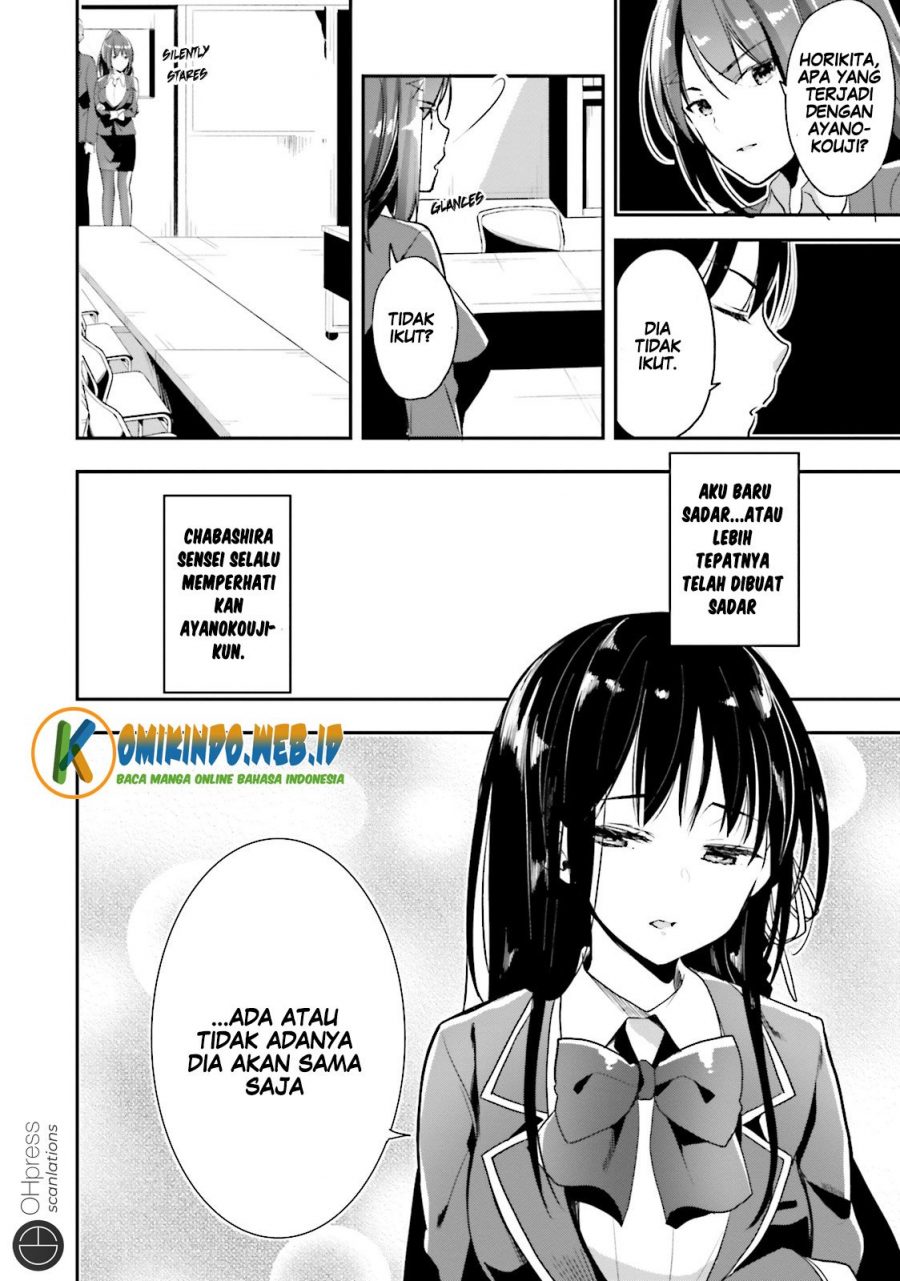 HORIKITA,
APA YANG
TERJADI
DENGAN
AYANO-
KOUJI?
DIA
TIDAK
IKUT.
GLANCES
TIDAK
IKUT?
SILENTLY
STARES
AKU BARU
SADAR...ATAU
LEBIH
TEPATNYA
TELAH DIBUAT
SADAR
CHABASHIRA
SENSEI SELALU
MEMPERHATI
KAN
AYANOKOUJI-
KUN.
KOMIKINDO.WEB.ID
BACA MANGA ONLINE BAHASA INDONESIA
...ADA ATAU
TIDAK ADANYA
DIA AKAN SAMA
SAJA
OHpress
scanlations